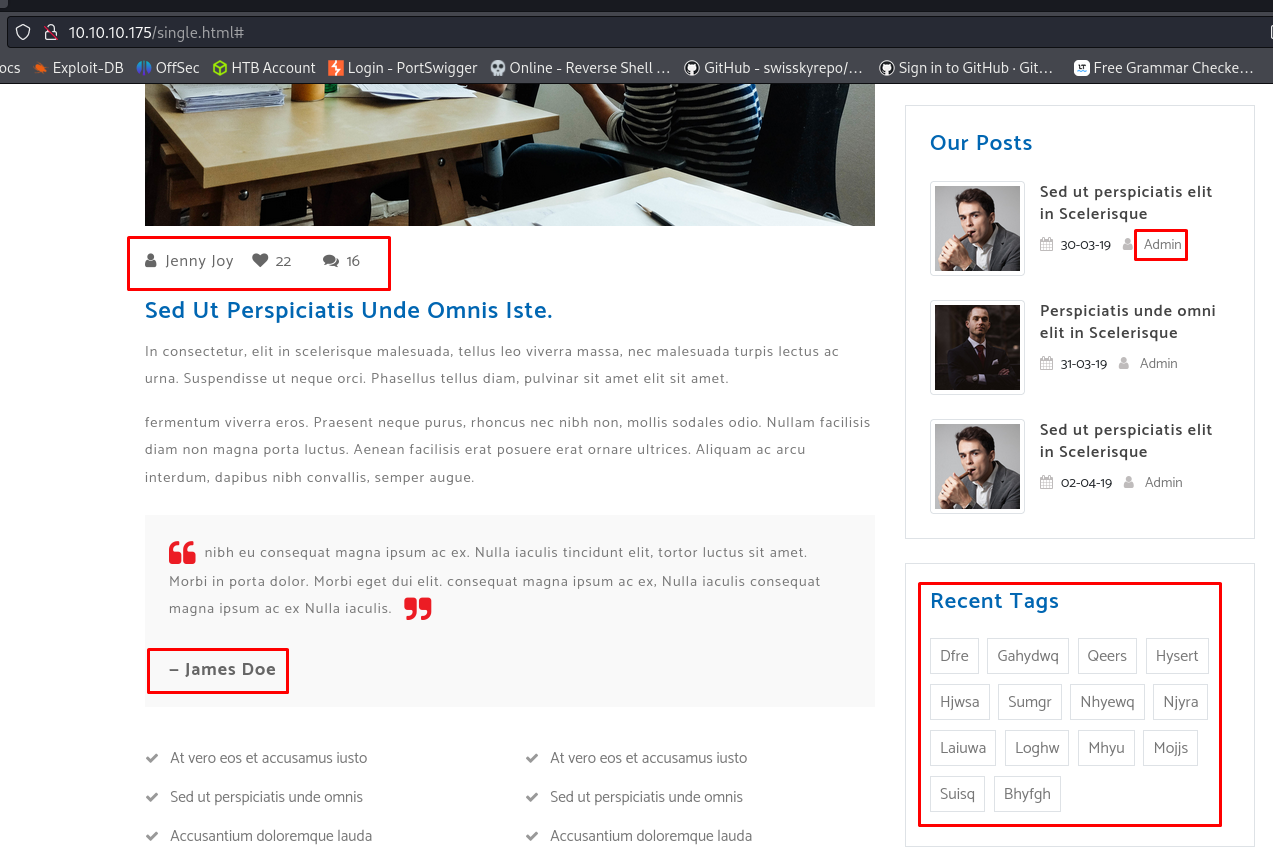 10.10.10.175/single.html#
ocs Exploit-DB OffSec HTB Account Login - PortSwigger Online - Reverse Shell … GitHub - swisskyrepo/… Sign in to GitHub · Git… Free Grammar Checke…
Jenny Joy 22 16
Sed Ut Perspiciatis Unde Omnis Iste.
In consectetur, elit in scelerisque malesuada, tellus leo viverra massa, nec malesuada turpis lectus ac
urna. Suspendisse ut neque orci. Phasellus tellus diam, pulvinar sit amet elit sit amet.
fermentum viverra eros. Praesent neque purus, rhoncus nec nibh non, mollis sodales odio. Nullam facilisis
diam non magna porta luctus. Aenean facilisis erat posuere erat ornare ultrices. Aliquam ac arcu
interdum, dapibus nibh convallis, semper augue.
nibh eu consequat magna ipsum ac ex. Nulla iaculis tincidunt elit, tortor luctus sit amet.
Morbi in porta dolor. Morbi eget dui elit. consequat magna ipsum ac ex, Nulla iaculis consequat
magna ipsum ac ex Nulla iaculis.
– James Doe
At vero eos et accusamus iusto
Sed ut perspiciatis unde omnis
Accusantium doloremque lauda
At vero eos et accusamus iusto
Sed ut perspiciatis unde omnis
Accusantium doloremque lauda
Our Posts
Sed ut perspiciatis elit
in Scelerisque
30-03-19 Admin
Perspiciatis unde omni
elit in Scelerisque
31-03-19 Admin
Sed ut perspiciatis elit
in Scelerisque
02-04-19 Admin
Recent Tags
Dfre Gahydwq Qeers Hysert
Hjwsa Sumgr Nhyewq Njyra
Laiuwa Loghw Mhyu Mojjs
Suisq Bhyfgh